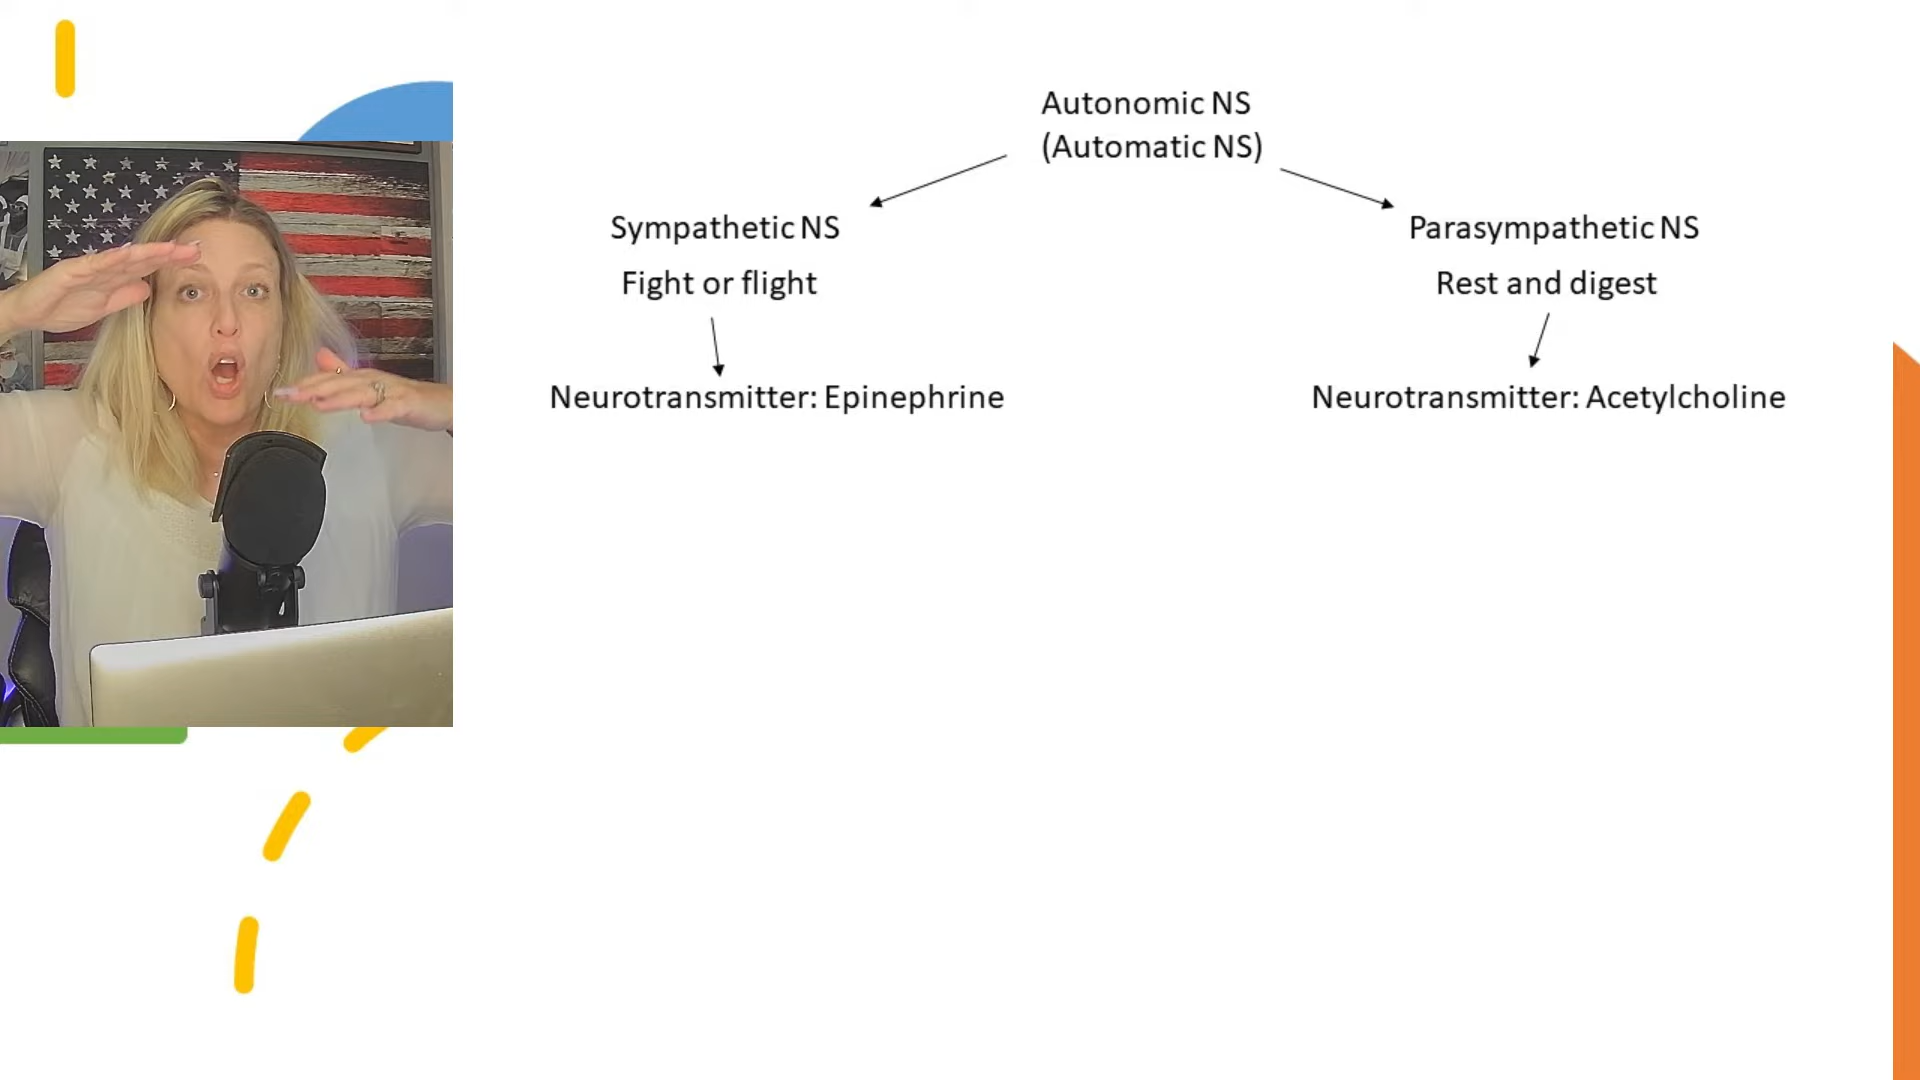 Autonomic NS
(Automatic NS)
Sympathetic NS
Parasympathetic NS
Fight or flight
Rest and digest
Neurotransmitter: Epinephrine
Neurotransmitter: Acetylcholine